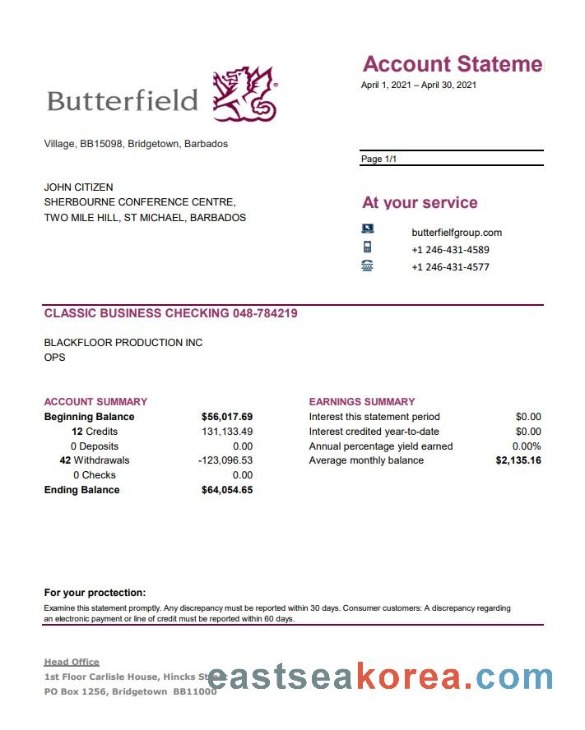 Butterfield
Account Stateme
April 1, 2021 – April 30, 2021
Village, BB15098, Bridgetown, Barbados
Page 1/1
JOHN CITIZEN
SHERBOURNE CONFERENCE CENTRE,
TWO MILE HILL, ST MICHAEL, BARBADOS
At your service
butterfielfgroup.com
+1 246-431-4589
+1 246-431-4577
CLASSIC BUSINESS CHECKING 048-784219
BLACKFLOOR PRODUCTION INC
OPS
ACCOUNT SUMMARY
Beginning Balance $56,017.69
12 Credits 131,133.49
0 Deposits 0.00
42 Withdrawals -123,096.53
0 Checks 0.00
Ending Balance $64,054.65
EARNINGS SUMMARY
Interest this statement period $0.00
Interest credited year-to-date $0.00
Annual percentage yield earned 0.00%
Average monthly balance $2,135.16
For your proctection:
Examine this statement promptly. Any discrepancy must be reported within 30 days. Consumer customers: A discrepancy regarding
an electronic payment or line of credit must be reported within 60 days.
Head Office
1st Floor Carlisle House, Hincks
PO Box 1256, Bridgetown BB11000
eastseakorea.com